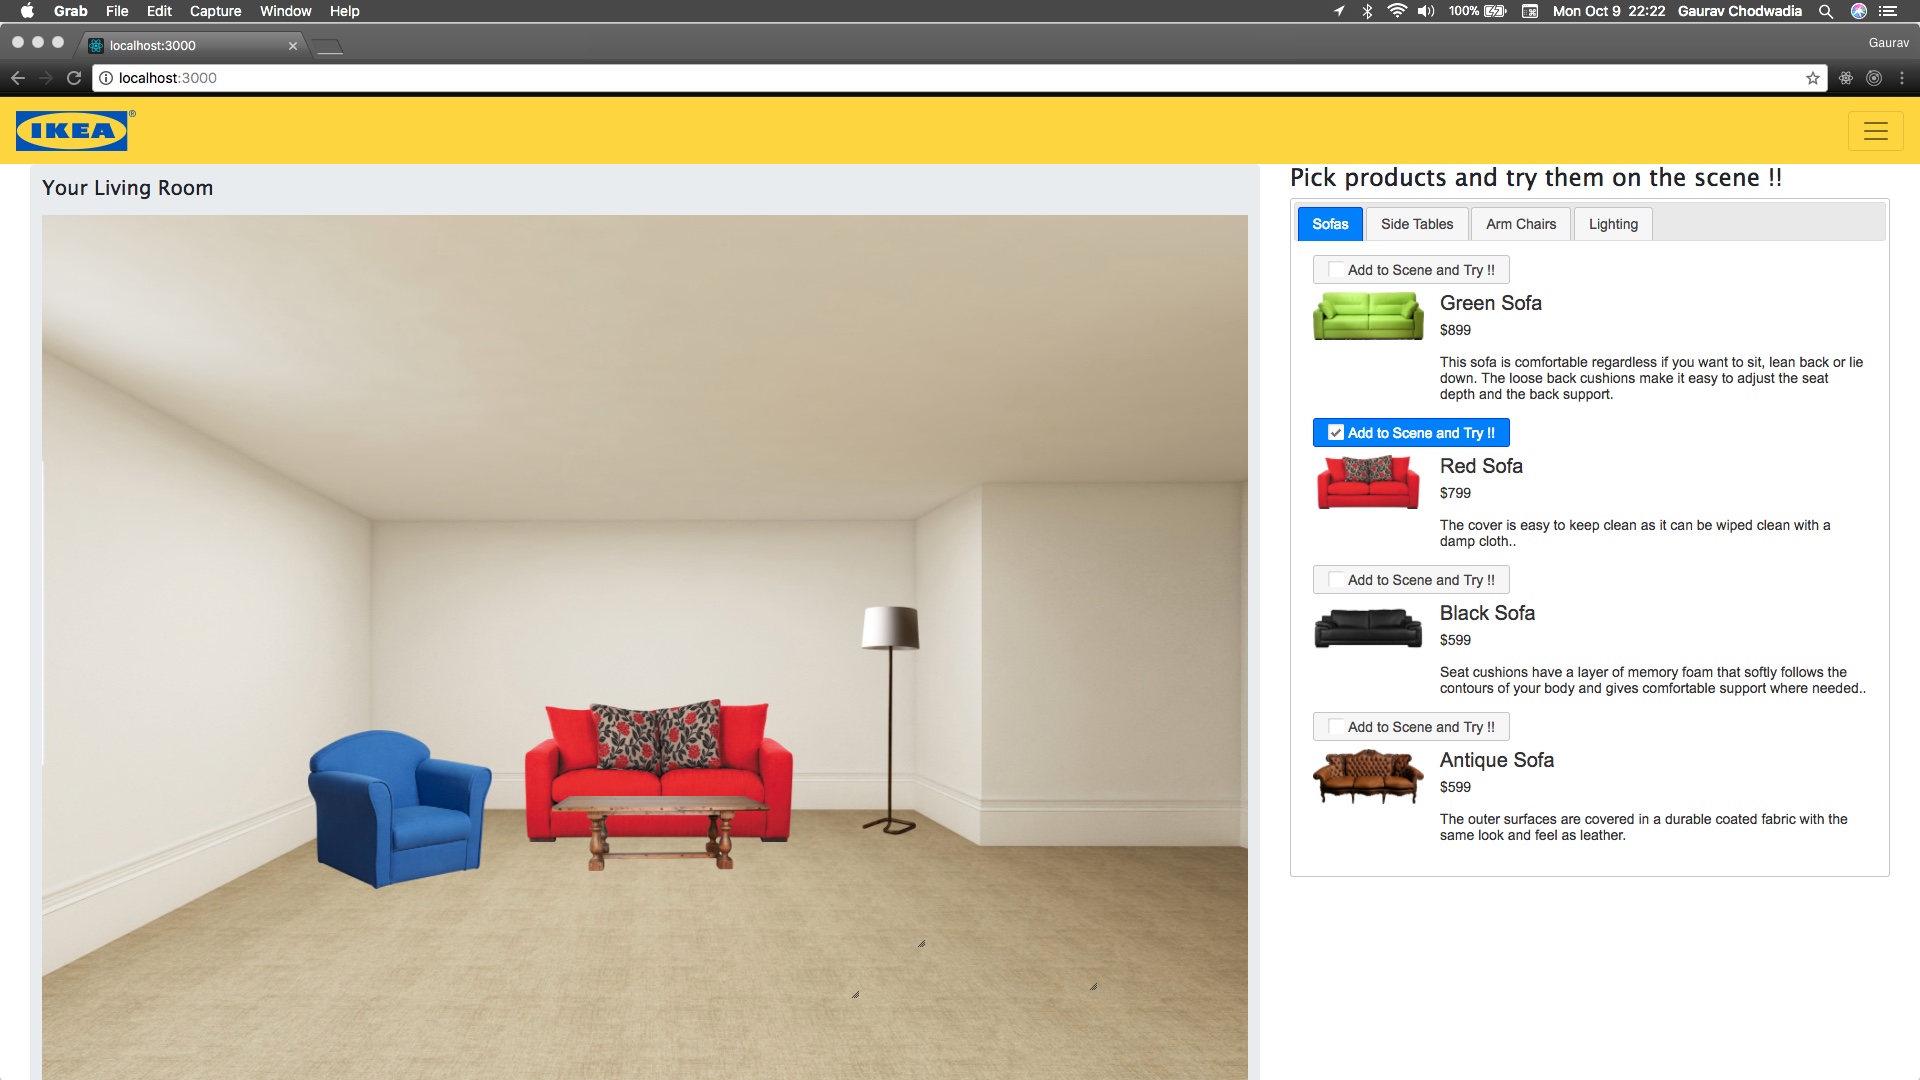 Grab File Edit Capture Window Help 100% Mon Oct 9 22:22 Gaurav Chodwadia
localhost:3000
Gaurav
localhost:3000
IKEA®
Your Living Room
Pick products and try them on the scene !!
Sofas Side Tables Arm Chairs Lighting
Add to Scene and Try !!
Green Sofa
$899
This sofa is comfortable regardless if you want to sit, lean back or lie
down. The loose back cushions make it easy to adjust the seat
depth and the back support.
Add to Scene and Try !!
Red Sofa
$799
The cover is easy to keep clean as it can be wiped clean with a
damp cloth..
Add to Scene and Try !!
Black Sofa
$599
Seat cushions have a layer of memory foam that softly follows the
contours of your body and gives comfortable support where needed..
Add to Scene and Try !!
Antique Sofa
$599
The outer surfaces are covered in a durable coated fabric with the
same look and feel as leather.